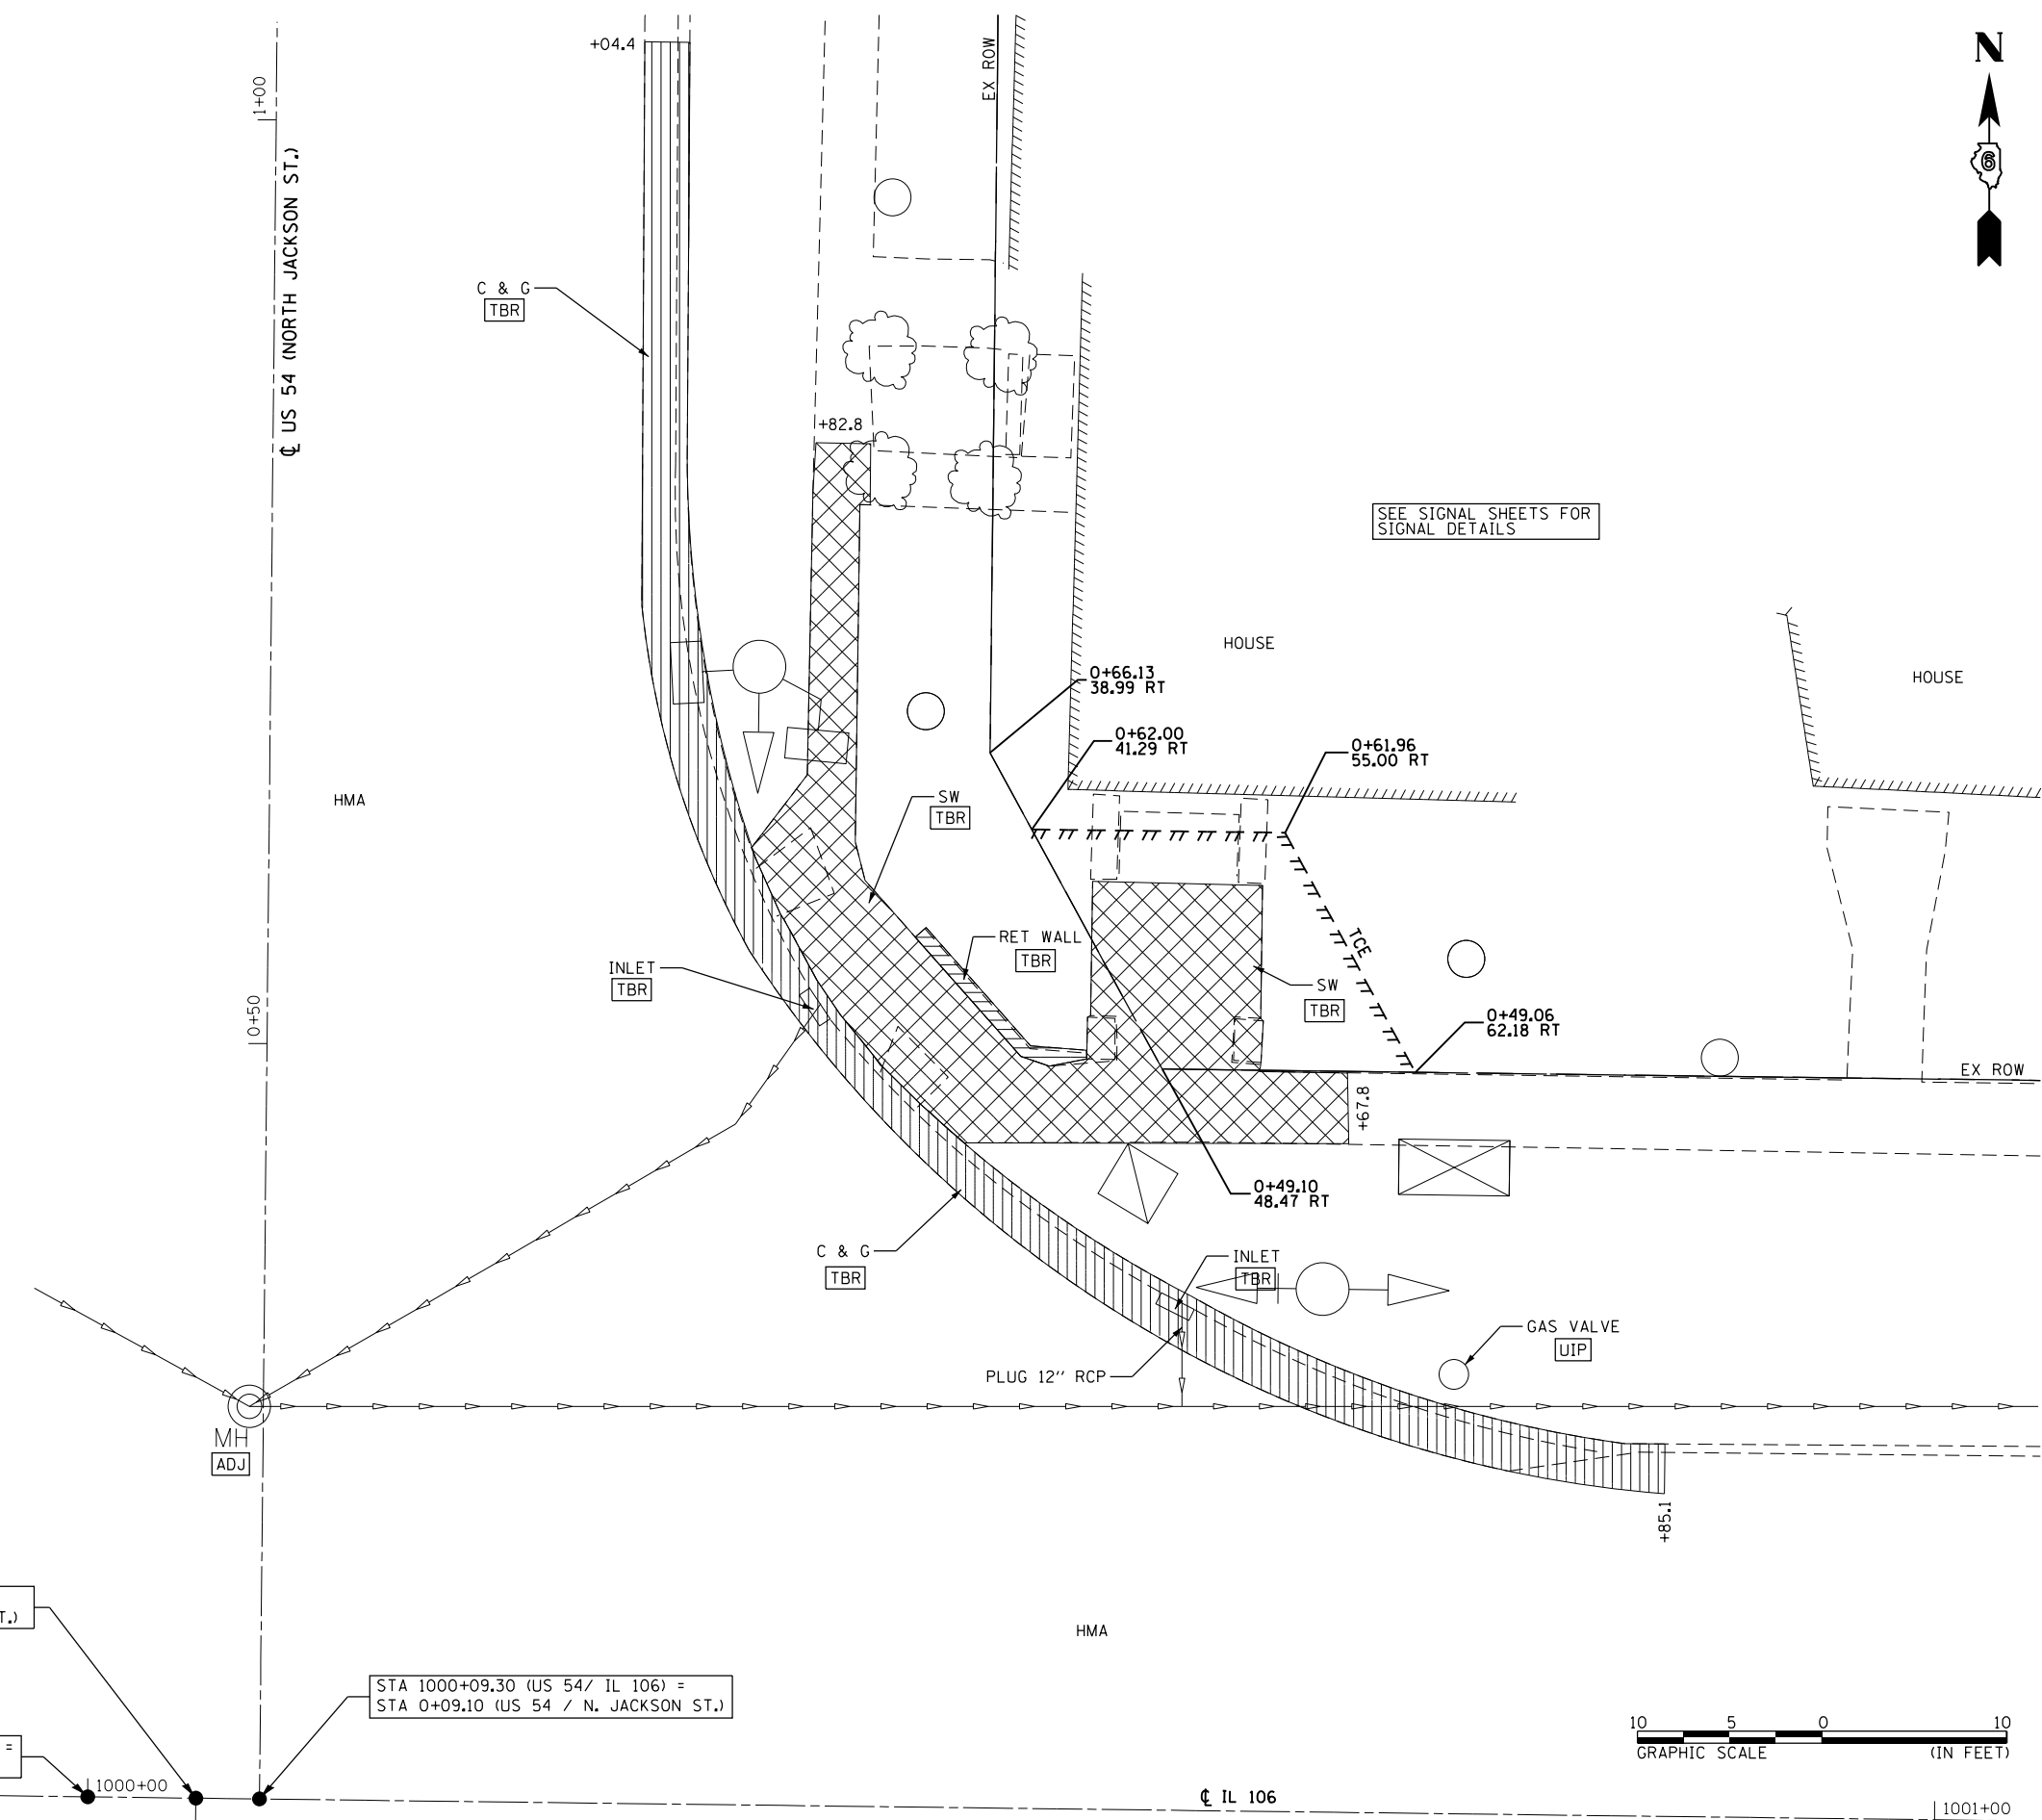 +04.4
EX ROW
N
6
1+00
℄ US 54 (NORTH JACKSON ST.)
C & G
TBR
+82.8
SEE SIGNAL SHEETS FOR
SIGNAL DETAILS
HOUSE
HOUSE
0+66.13
38.99 RT
0+62.00
41.29 RT
0+61.96
55.00 RT
HMA
SW
TBR
RET WALL
TBR
TCE
INLET
TBR
SW
TBR
0+50
0+49.06
62.18 RT
EX ROW
+67.8
0+49.10
48.47 RT
C & G
TBR
INLET
TBR
GAS VALVE
UIP
PLUG 12" RCP
MH
ADJ
+85.1
T.)
HMA
STA 1000+09.30 (US 54/ IL 106) =
STA 0+09.10 (US 54 / N. JACKSON ST.)
10 5 0 10
GRAPHIC SCALE (IN FEET)
=
1000+00
℄ IL 106
1001+00